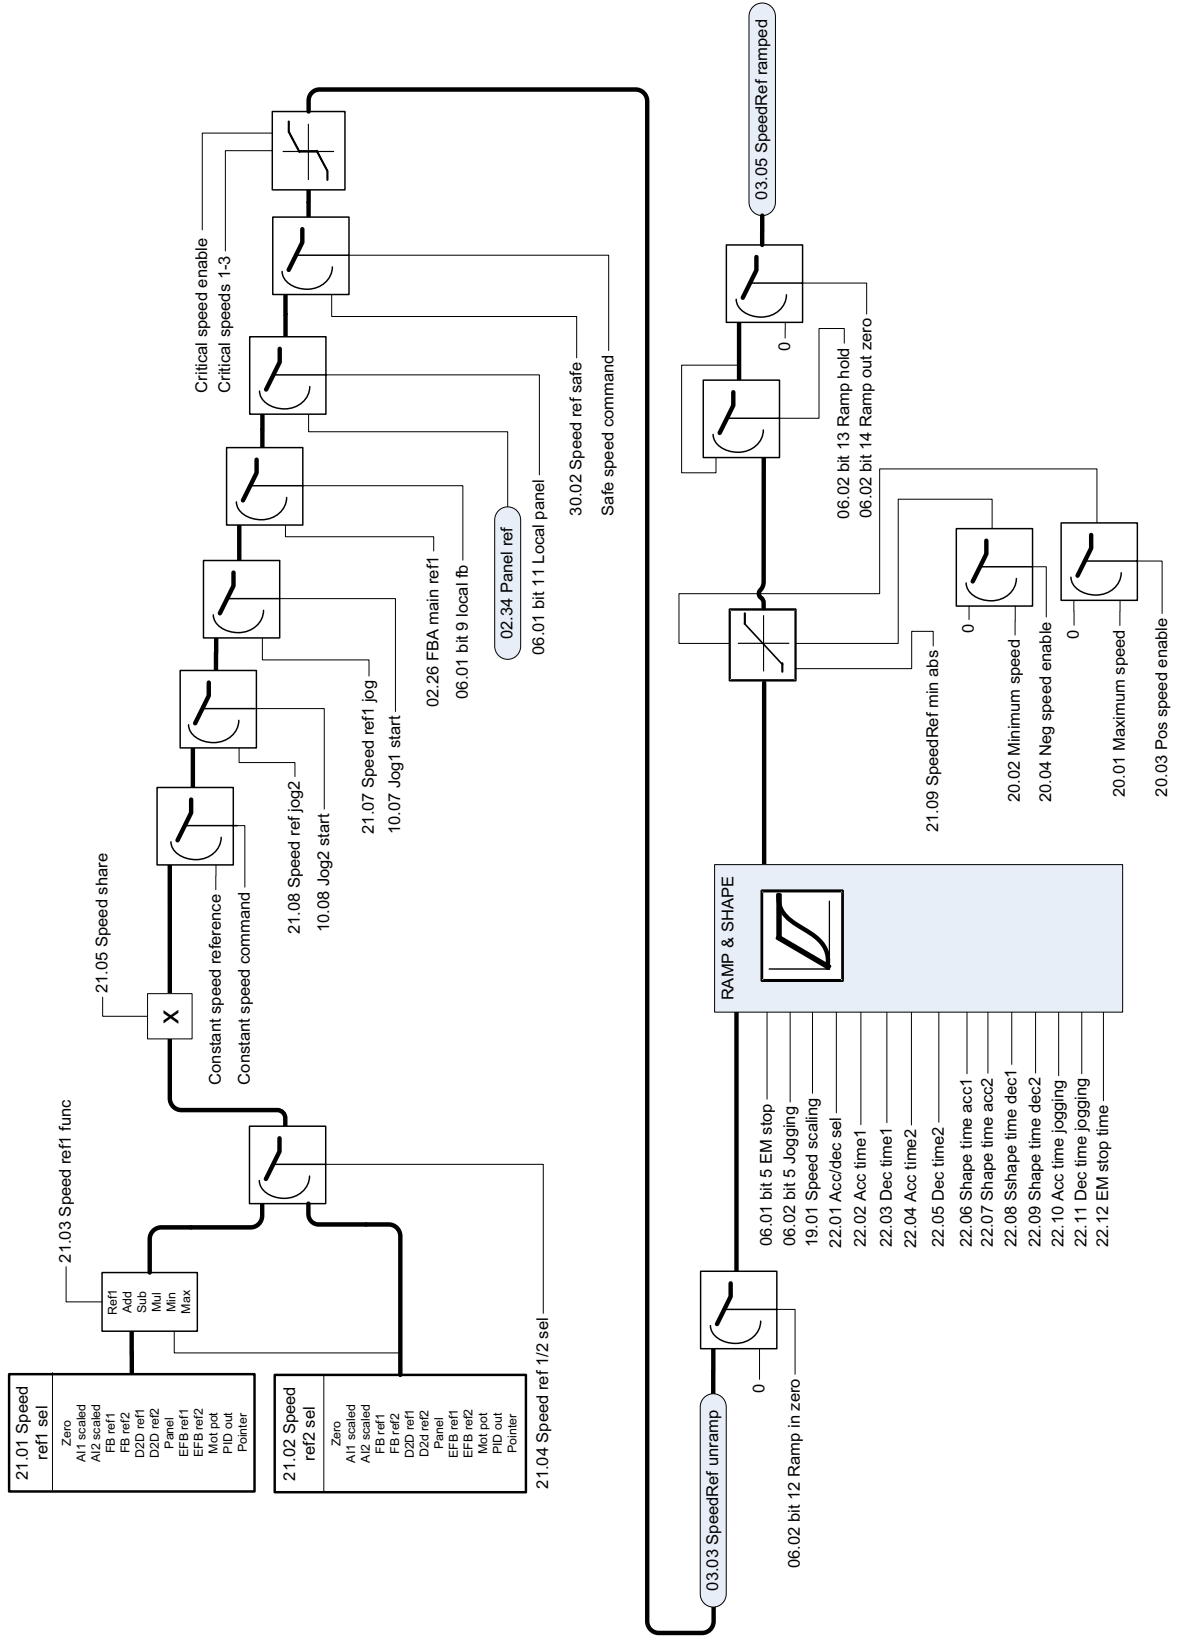 21.01 Speed
ref1 sel
Zero
AI1 scaled
AI2 scaled
FB ref1
FB ref2
D2D ref1
D2D ref2
Panel
EFB ref1
EFB ref2
Mot pot
PID out
Pointer
21.03 Speed ref1 func
Ref1
Add
Sub
Mul
Min
Max
21.02 Speed
ref2 sel
Zero
AI1 scaled
AI2 scaled
FB ref1
FB ref2
D2D ref1
D2d ref2
Panel
EFB ref1
EFB ref2
Mot pot
PID out
Pointer
21.04 Speed ref 1/2 sel
21.05 Speed share
X
Constant speed reference
Constant speed command
21.08 Speed ref jog2
10.08 Jog2 start
21.07 Speed ref1 jog
10.07 Jog1 start
02.26 FBA main ref1
06.01 bit 9 local fb
02.34 Panel ref
06.01 bit 11 Local panel
30.02 Speed ref safe
Safe speed command
Critical speed enable
Critical speeds 1-3
03.03 SpeedRef unramp
0
06.02 bit 12 Ramp in zero
RAMP & SHAPE
06.01 bit 5 EM stop
06.02 bit 5 Jogging
19.01 Speed scaling
22.01 Acc/dec sel
22.02 Acc time1
22.03 Dec time1
22.04 Acc time2
22.05 Dec time2
22.06 Shape time acc1
22.07 Shape time acc2
22.08 Sshape time dec1
22.09 Shape time dec2
22.10 Acc time jogging
22.11 Dec time jogging
22.12 EM stop time
21.09 SpeedRef min abs
0
20.02 Minimum speed
20.04 Neg speed enable
0
20.01 Maximum speed
20.03 Pos speed enable
06.02 bit 13 Ramp hold
06.02 bit 14 Ramp out zero
0
03.05 SpeedRef ramped